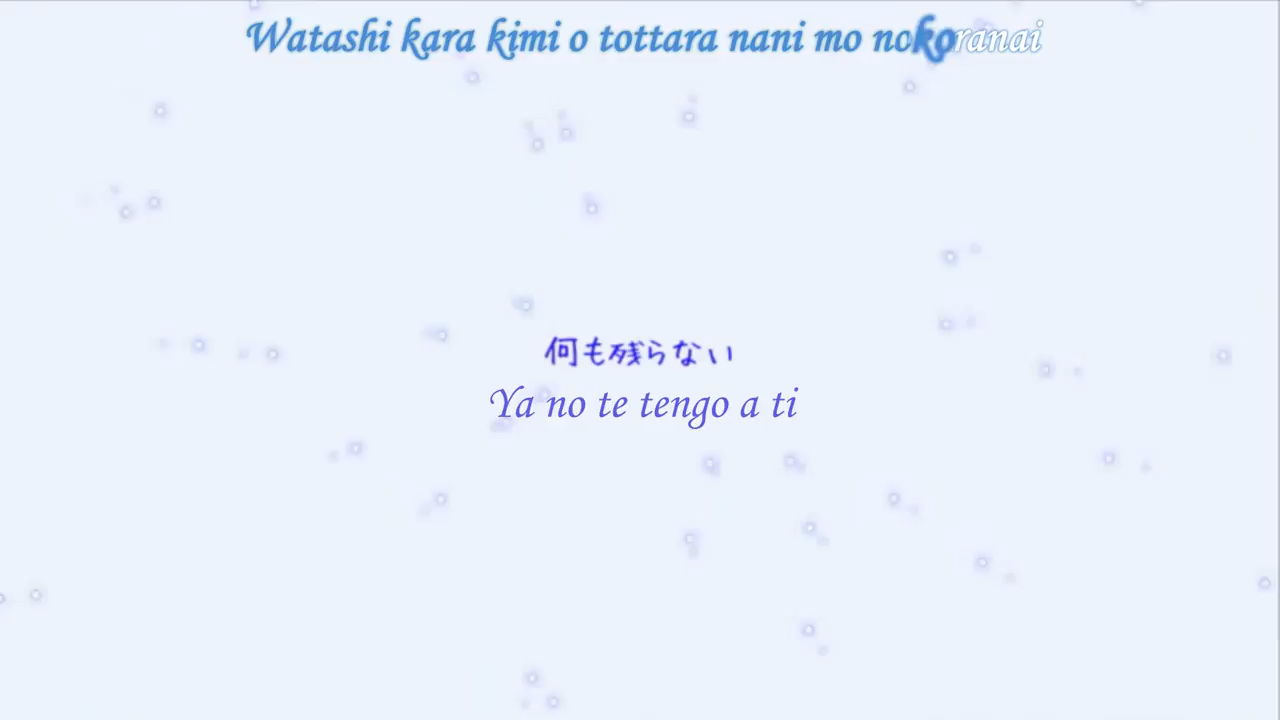 Watashi kara kimi o tottara nani mo nokoranai
何も残らない
Ya no te tengo a ti